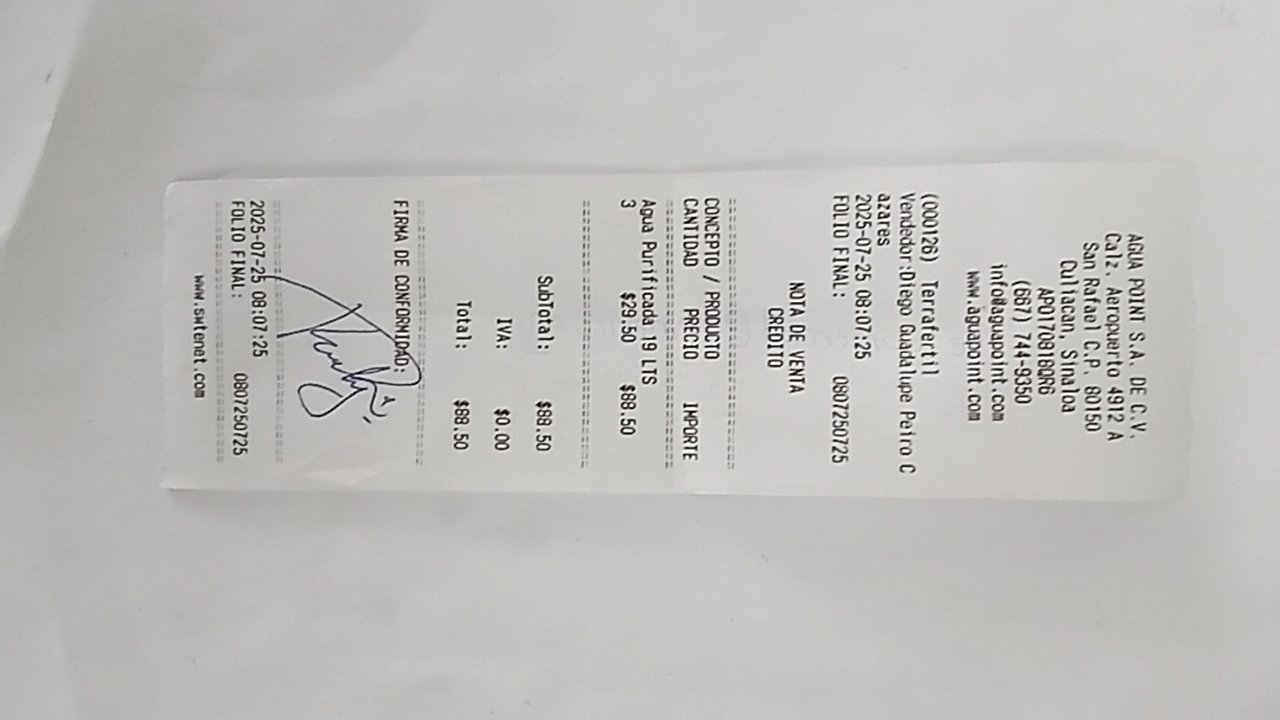 AGUA POINT S.A. DE C.V.
Calz. Aeropuerto 4912 A
San Rafael C.P. 80150
Culiacan, Sinaloa
APO170818QR6
(667) 744-9350
info@aguapoint.com
www.aguapoint.com
(000126) Terrafertil
Vendedor:Diego Guadalupe Peiro C
azares
2025-07-25 08:07:25
FOLIO FINAL: 0807250725
NOTA DE VENTA
CREDITO
CONCEPTO / PRODUCTO
CANTIDAD PRECIO IMPORTE
Agua Purificada 19 LTS
3 $29.50 $88.50
SubTotal: $88.50
IVA: $0.00
Total: $88.50
FIRMA DE CONFORMIDAD:
2025-07-25 08:07:25
FOLIO FINAL: 0807250725
www.swtenet.com